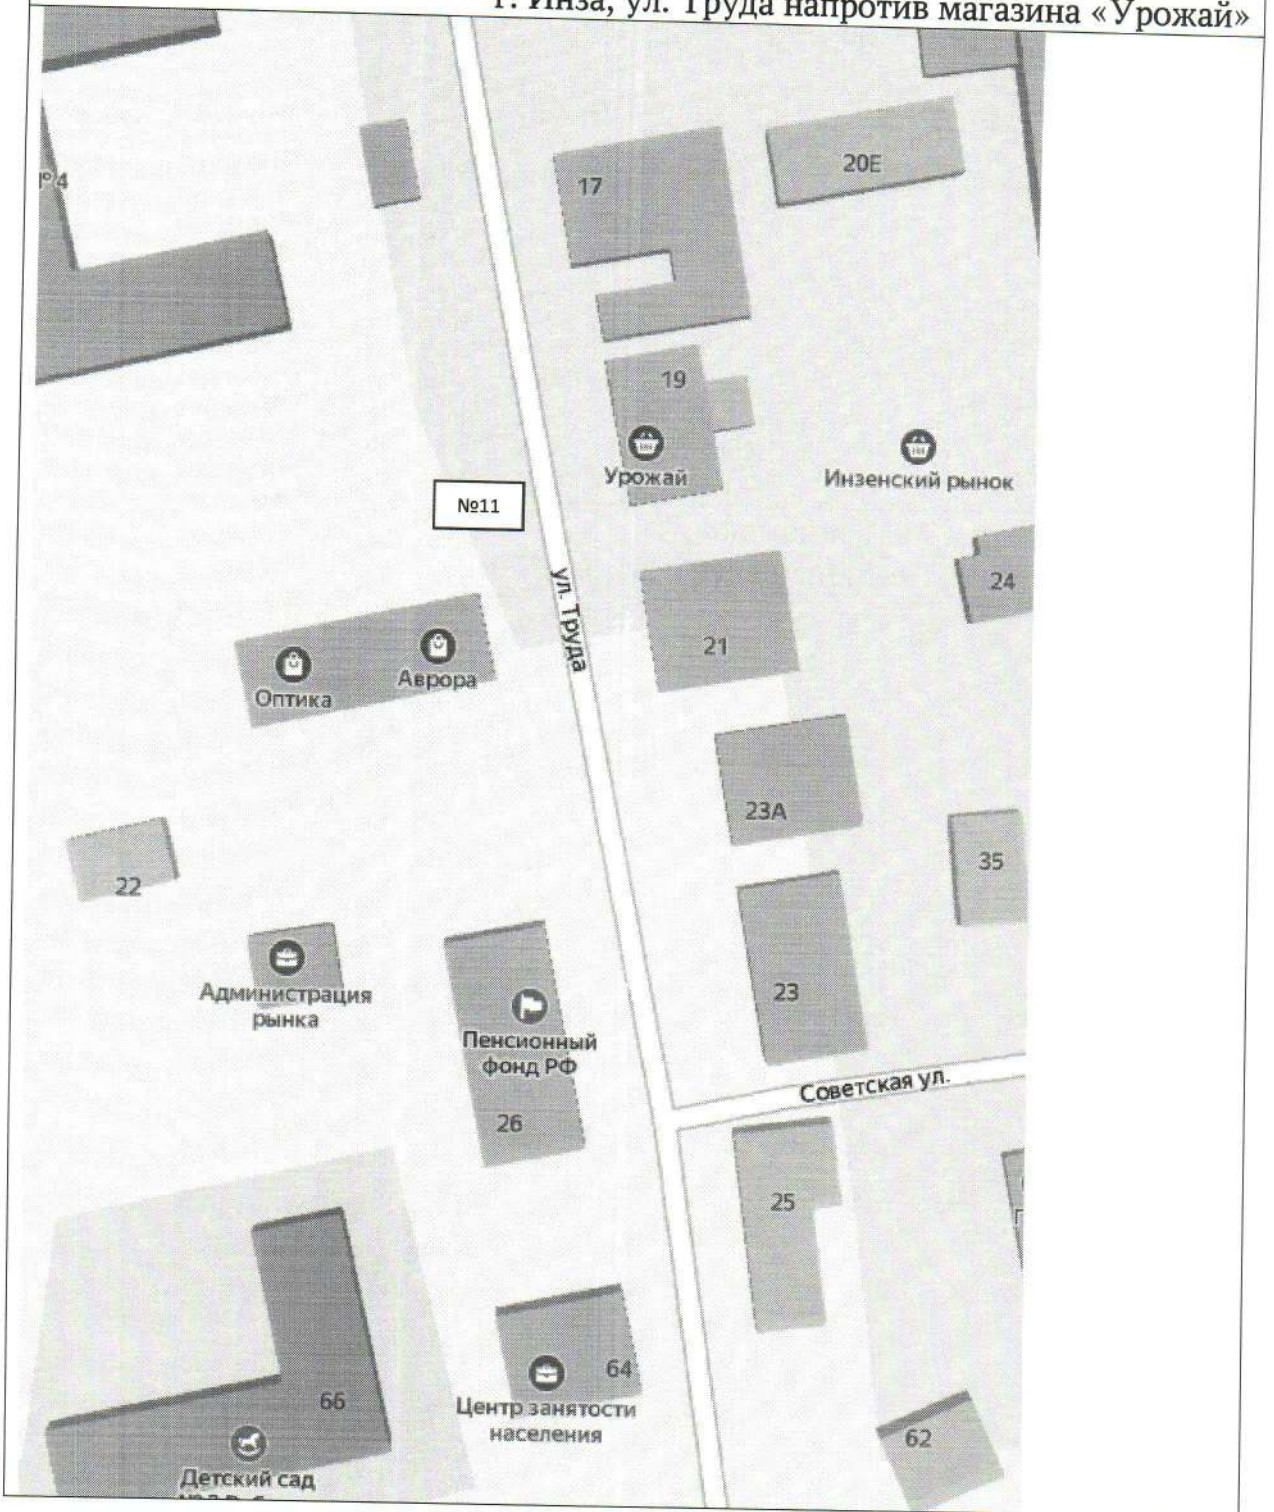 г. Инза, ул. Труда напротив магазина «Урожай»
17
20Е
№4
19
Урожай
Инзенский рынок
№11
24
ул. Труда
21
Оптика
Аврора
23А
35
22
Администрация
рынка
23
Пенсионный
фонд РФ
26
Советская ул.
25
64
Центр занятости
населения
66
62
Детский сад